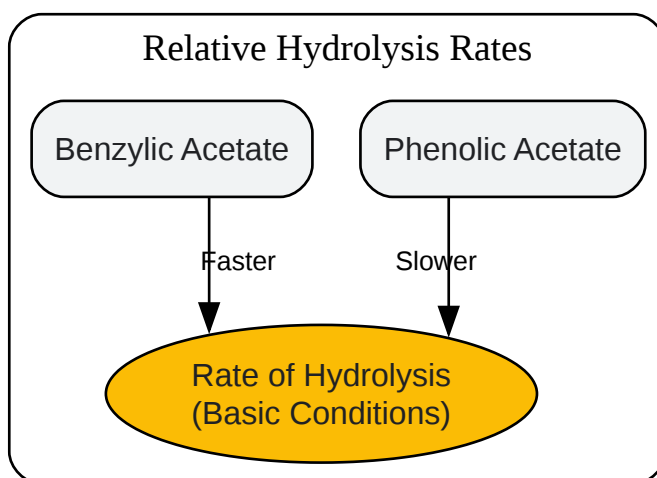 Relative Hydrolysis Rates
Benzylic Acetate
Phenolic Acetate
Faster
Slower
Rate of Hydrolysis
(Basic Conditions)